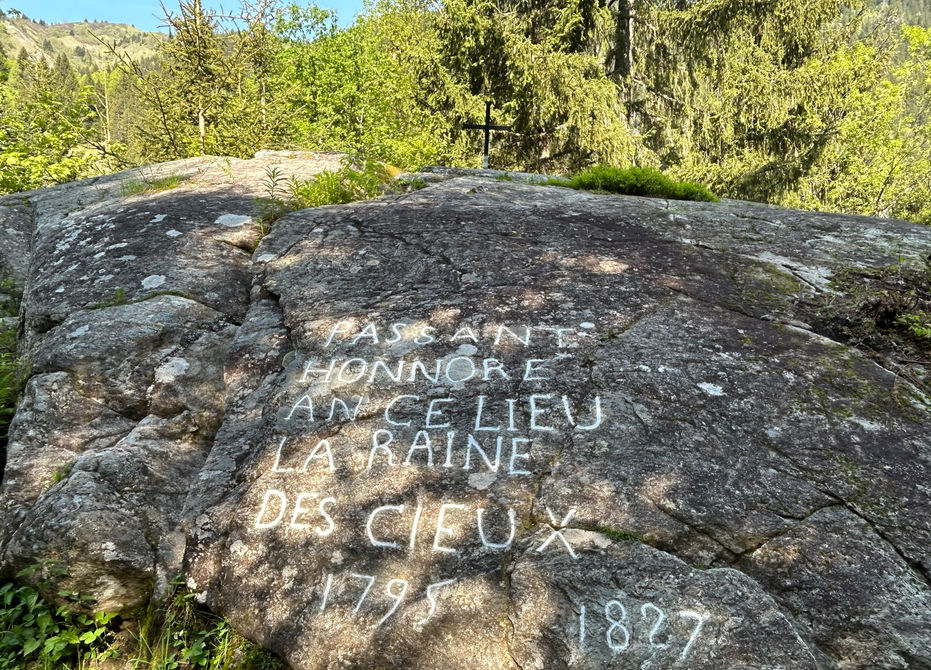 PASSANT
HONNORE
AN CE LIEU
LA RAINE
DES CIEUX
1795
1827